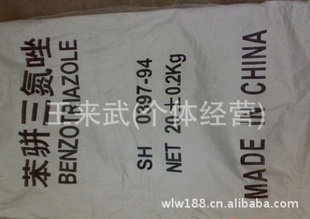 苯骈三氮唑
BENZOTRIAZOLE
SH 0397-94
NET 20±0.2Kg
MADE IN CHINA
王来武(个体经营)
wlw188.cn.alibaba.com